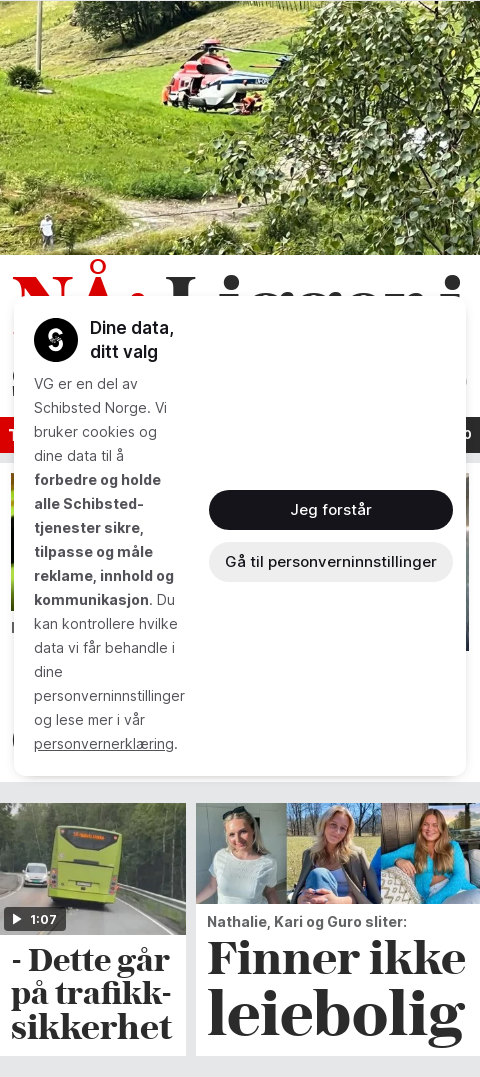 NÅ:
Dine data,
ditt valg
VG er en del av
Schibsted Norge. Vi
bruker cookies og
dine data til å
forbedre og holde
alle Schibsted-
tjenester sikre,
tilpasse og måle
reklame, innhold og
kommunikasjon. Du
kan kontrollere hvilke
data vi får behandle i
dine
personverninnstillinger
og lese mer i vår
personvernerklæring.
Jeg forstår
Gå til personverninnstillinger
1:07
- Dette går
på trafikk-
sikkerhet
Nathalie, Kari og Guro sliter:
Finner ikke
leiebolig